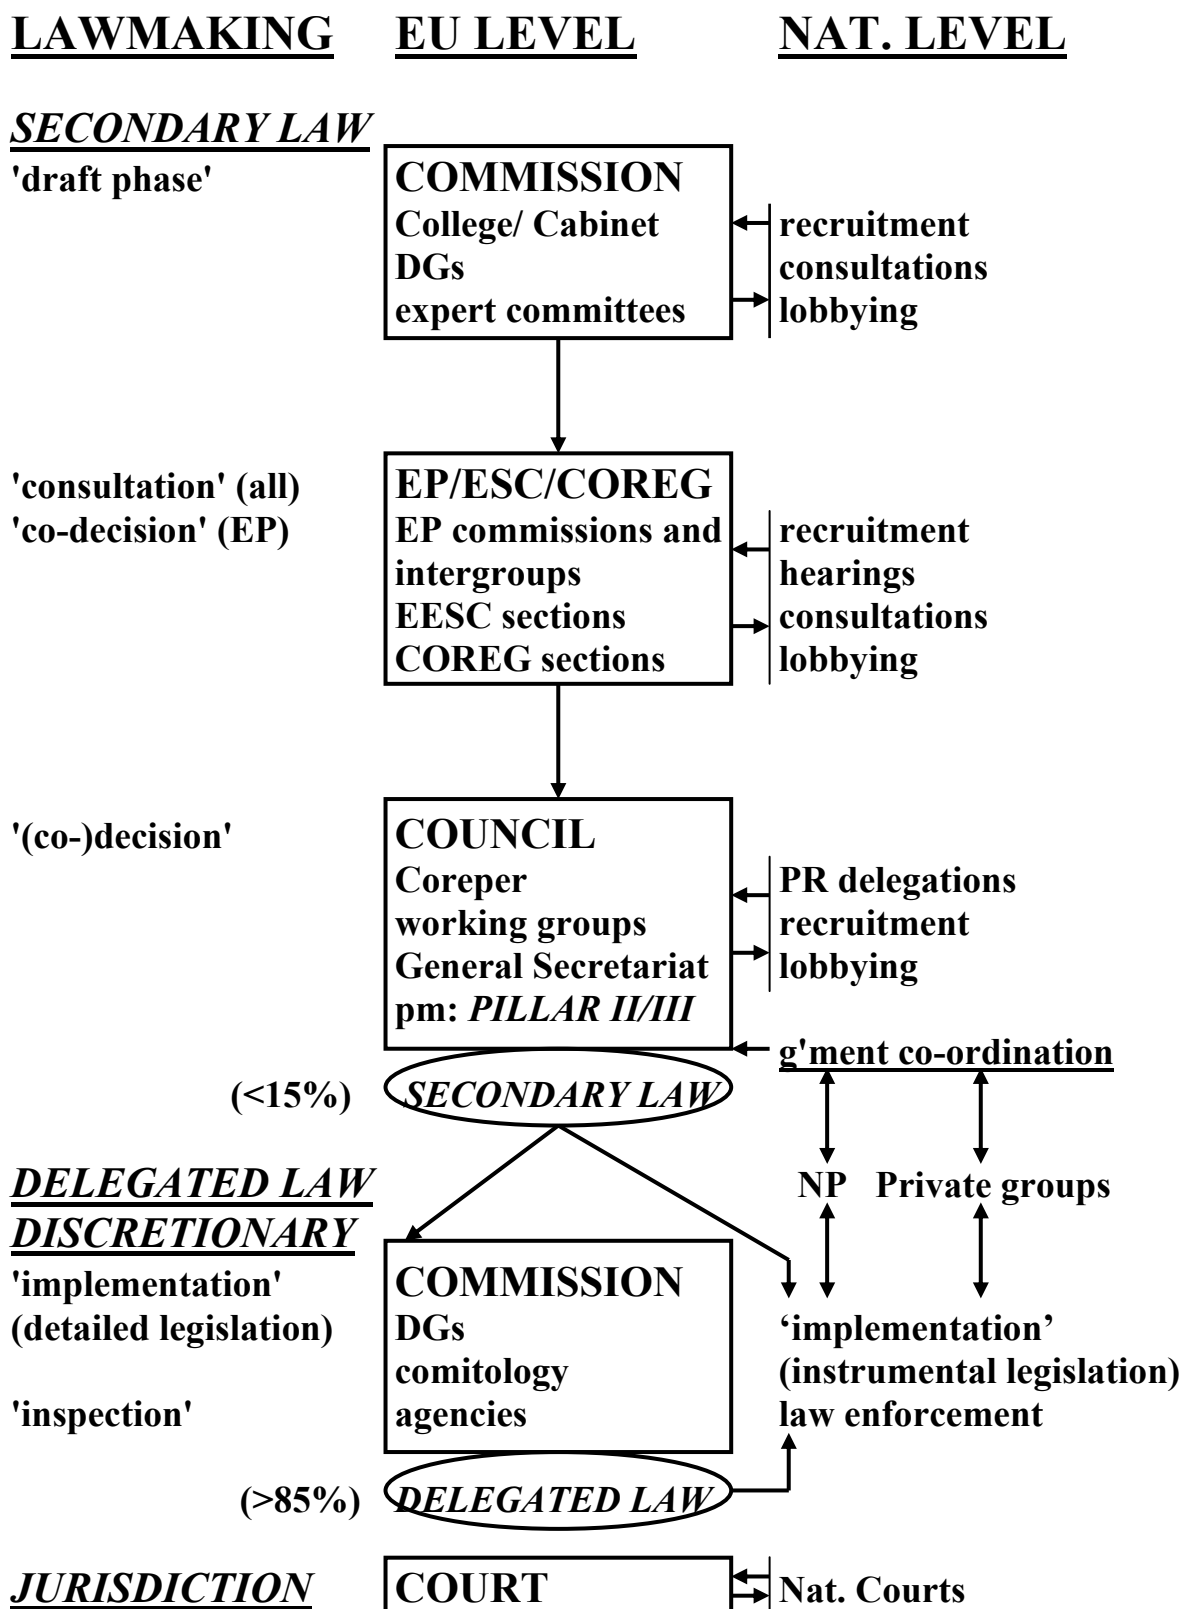 LAWMAKING EU LEVEL NAT. LEVEL
SECONDARY LAW
'draft phase' COMMISSION
College/ Cabinet recruitment
DGs consultations
expert committees lobbying
'consultation' (all) EP/ESC/COREG
'co-decision' (EP) EP commissions and recruitment
intergroups hearings
EESC sections consultations
COREG sections lobbying
'(co-)decision' COUNCIL
Coreper PR delegations
working groups recruitment
General Secretariat lobbying
pm: PILLAR II/III
g'ment co-ordination
(<15%) SECONDARY LAW
DELEGATED LAW NP Private groups
DISCRETIONARY
'implementation' COMMISSION
(detailed legislation) DGs ‘implementation’
comitology (instrumental legislation)
'inspection' agencies law enforcement
(>85%) DELEGATED LAW
JURISDICTION COURT Nat. Courts